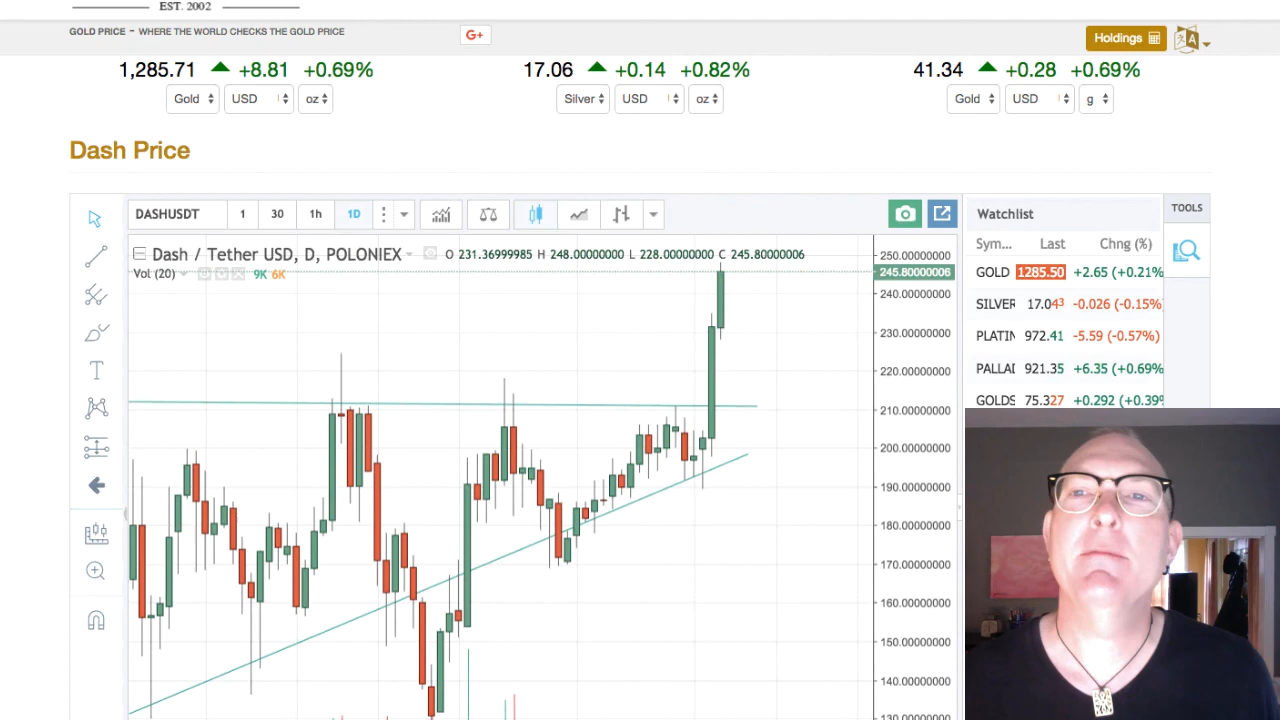 EST. 2002
GOLD PRICE – WHERE THE WORLD CHECKS THE GOLD PRICE
G+
Holdings
1,285.71 +8.81 +0.69%
17.06 +0.14 +0.82%
41.34 +0.28 +0.69%
Gold USD oz
Silver USD oz
Gold USD g
Dash Price
DASHUSDT 1 30 1h 1D
Watchlist
TOOLS
Dash / Tether USD, D, POLONIEX O 231.36999985 H 248.00000000 L 228.00000000 C 245.80000006
Vol (20) 9K 6K
Sym... Last Chng (%)
GOLD 1285.50 +2.65 (+0.21%
SILVER 17.043 -0.026 (-0.15%)
PLATIN 972.41 -5.59 (-0.57%)
PALLAI 921.35 +6.35 (+0.69%
GOLDS 75.327 +0.292 (+0.39%
250.00000000
245.80000006
240.00000000
230.00000000
220.00000000
210.00000000
200.00000000
190.00000000
180.00000000
170.00000000
160.00000000
150.00000000
140.00000000
130.00000000